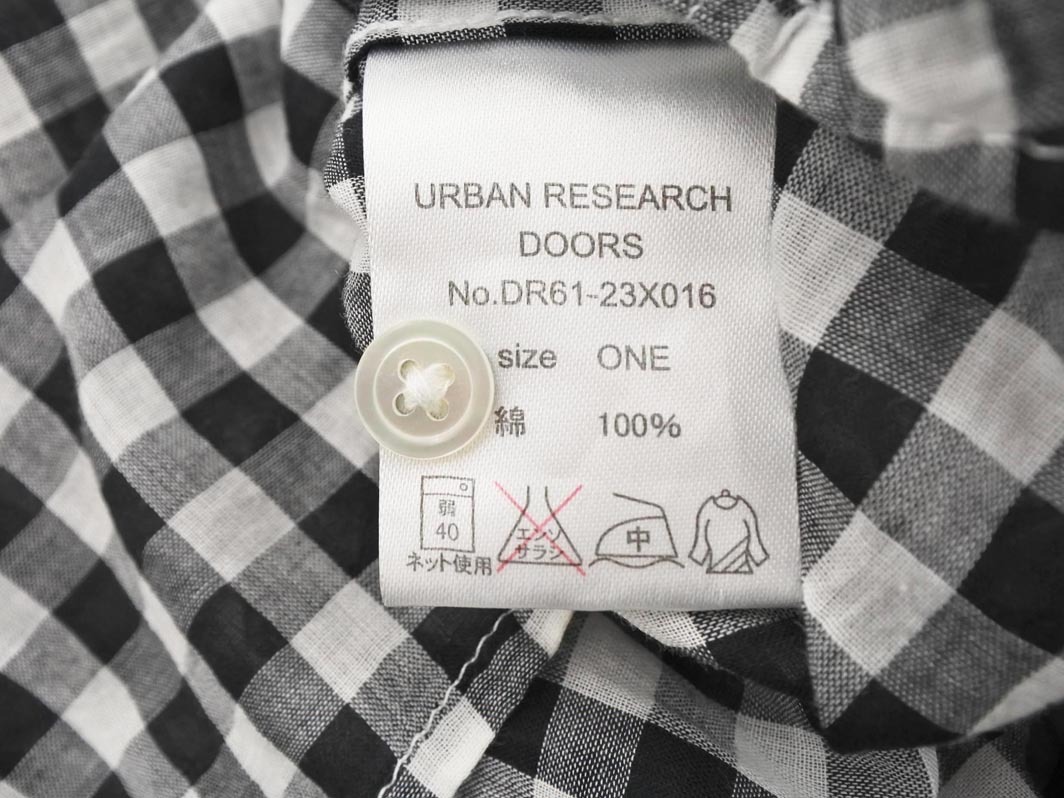 URBAN RESEARCH
DOORS
No.DR61-23X016
size ONE
綿 100%
弱
40
ネット使用
エンソ
サラシ
中